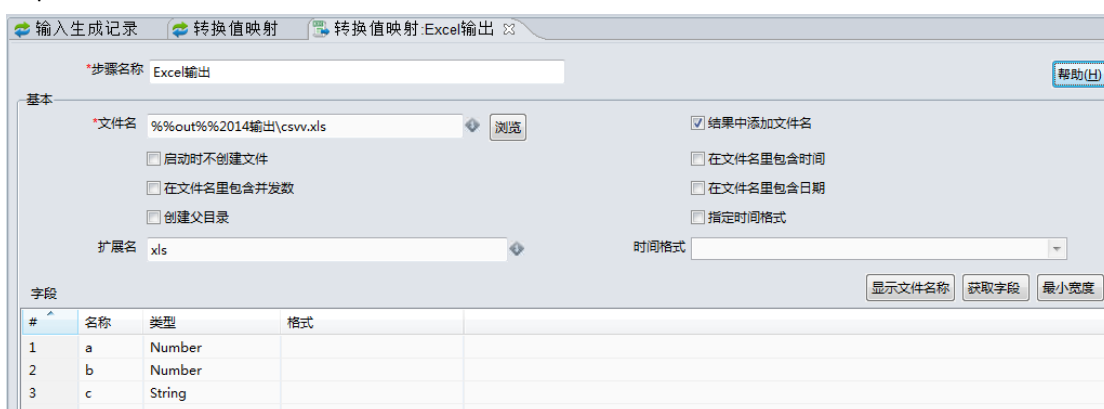 输入生成记录 转换值映射 转换值映射:Excel输出
*步骤名称 Excel输出 帮助(H)
基本
*文件名 %%out%%2014输出\csvv.xls 浏览 结果中添加文件名
启动时不创建文件 在文件名里包含时间
在文件名里包含并发数 在文件名里包含日期
创建父目录 指定时间格式
扩展名 xls 时间格式
显示文件名称 获取字段 最小宽度
字段
# 名称 类型 格式
1 a Number
2 b Number
3 c String